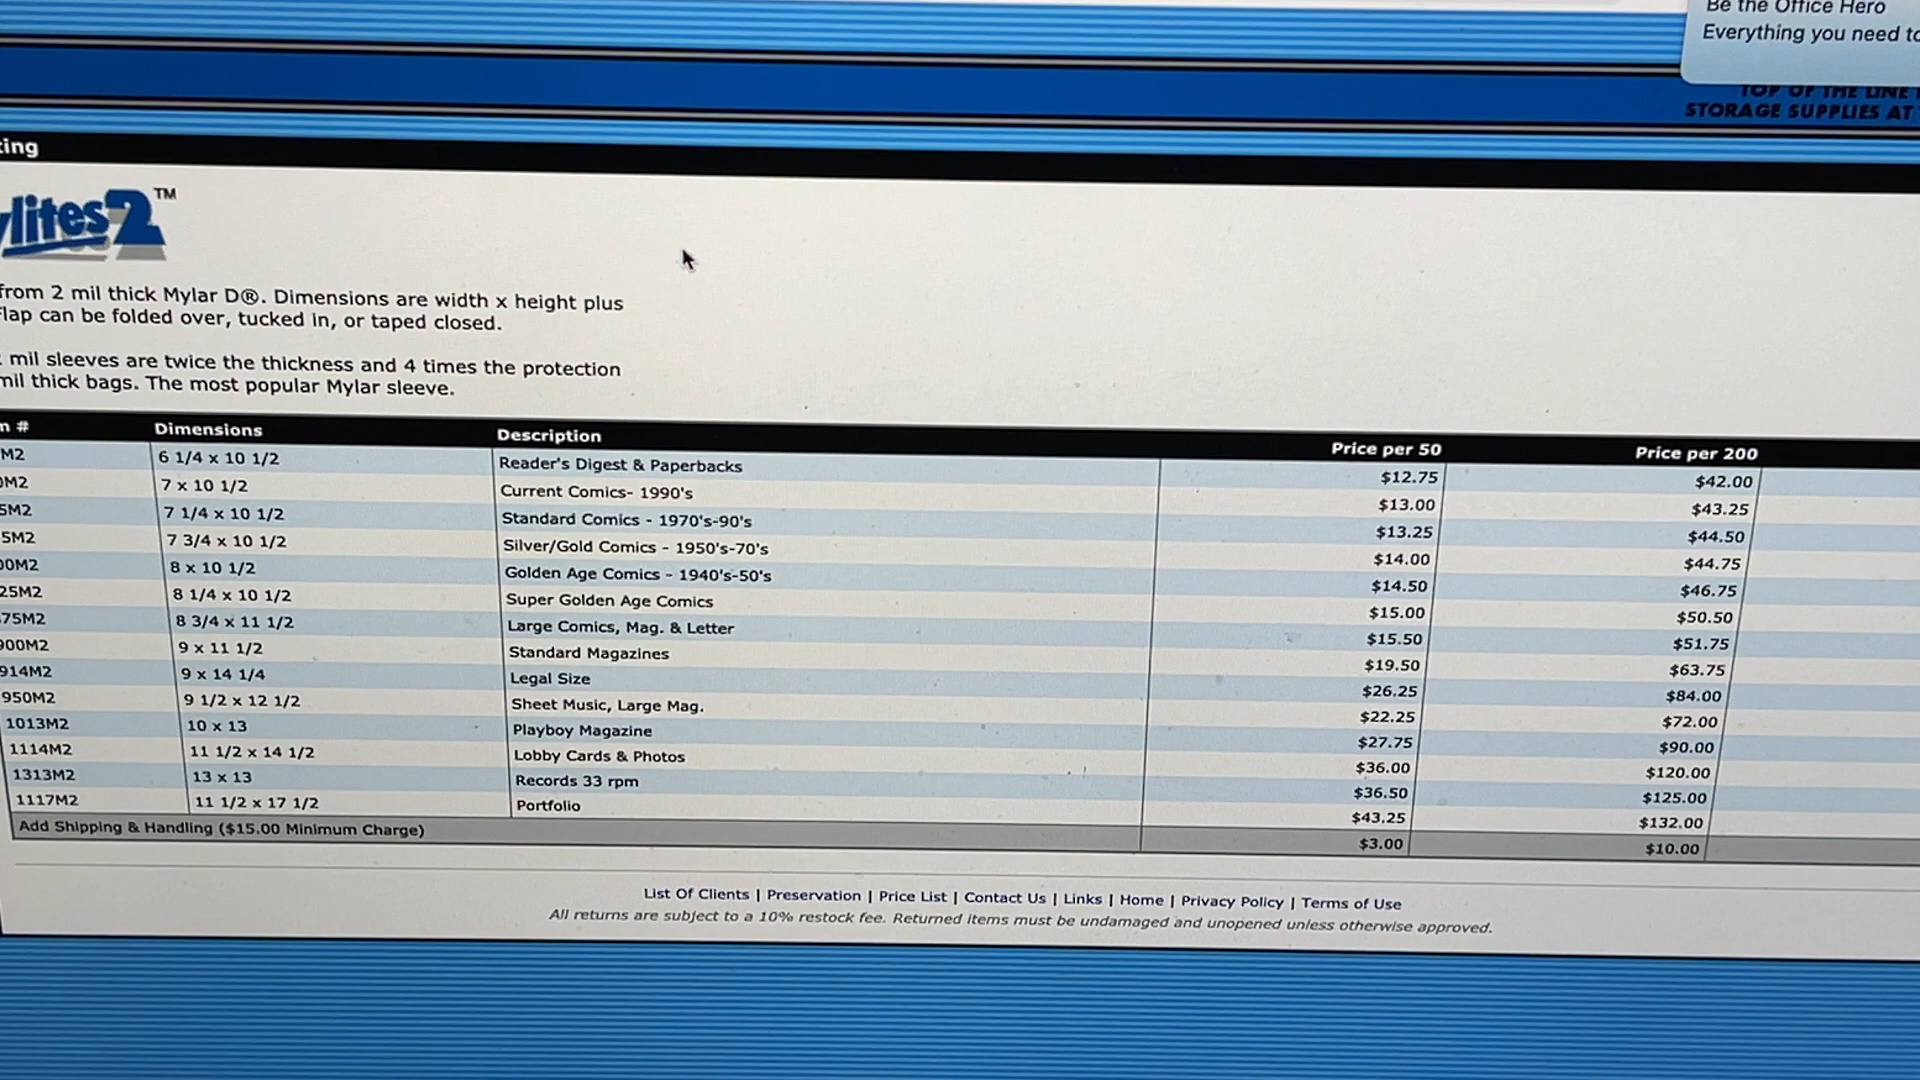 Be the Office Hero
Everything you need to
TOP OF THE LINE
STORAGE SUPPLIES AT
ting
ylites2™
from 2 mil thick Mylar D®. Dimensions are width x height plus
Flap can be folded over, tucked in, or taped closed.
2 mil sleeves are twice the thickness and 4 times the protection
mil thick bags. The most popular Mylar sleeve.
m # Dimensions Description Price per 50 Price per 200
M2 6 1/4 x 10 1/2 Reader's Digest & Paperbacks $12.75 $42.00
0M2 7 x 10 1/2 Current Comics- 1990's $13.00 $43.25
5M2 7 1/4 x 10 1/2 Standard Comics - 1970's-90's $13.25 $44.50
5M2 7 3/4 x 10 1/2 Silver/Gold Comics - 1950's-70's $14.00 $44.75
00M2 8 x 10 1/2 Golden Age Comics - 1940's-50's $14.50 $46.75
25M2 8 1/4 x 10 1/2 Super Golden Age Comics $15.00 $50.50
75M2 8 3/4 x 11 1/2 Large Comics, Mag. & Letter $15.50 $51.75
900M2 9 x 11 1/2 Standard Magazines $19.50 $63.75
914M2 9 x 14 1/4 Legal Size $26.25 $84.00
950M2 9 1/2 x 12 1/2 Sheet Music, Large Mag. $22.25 $72.00
1013M2 10 x 13 Playboy Magazine $27.75 $90.00
1114M2 11 1/2 x 14 1/2 Lobby Cards & Photos $36.00 $120.00
1313M2 13 x 13 Records 33 rpm $36.50 $125.00
1117M2 11 1/2 x 17 1/2 Portfolio $43.25 $132.00
Add Shipping & Handling ($15.00 Minimum Charge) $3.00 $10.00
List Of Clients | Preservation | Price List | Contact Us | Links | Home | Privacy Policy | Terms of Use
All returns are subject to a 10% restock fee. Returned items must be undamaged and unopened unless otherwise approved.